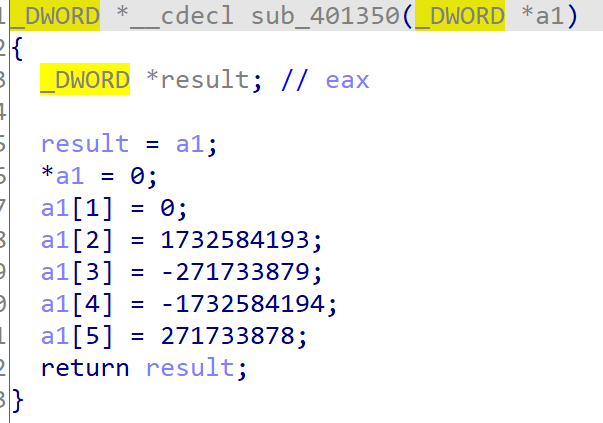 1 _DWORD *__cdecl sub_401350(_DWORD *a1)
2 {
3   _DWORD *result; // eax
4
5   result = a1;
6   *a1 = 0;
7   a1[1] = 0;
8   a1[2] = 1732584193;
9   a1[3] = -271733879;
0   a1[4] = -1732584194;
1   a1[5] = 271733878;
2   return result;
3 }